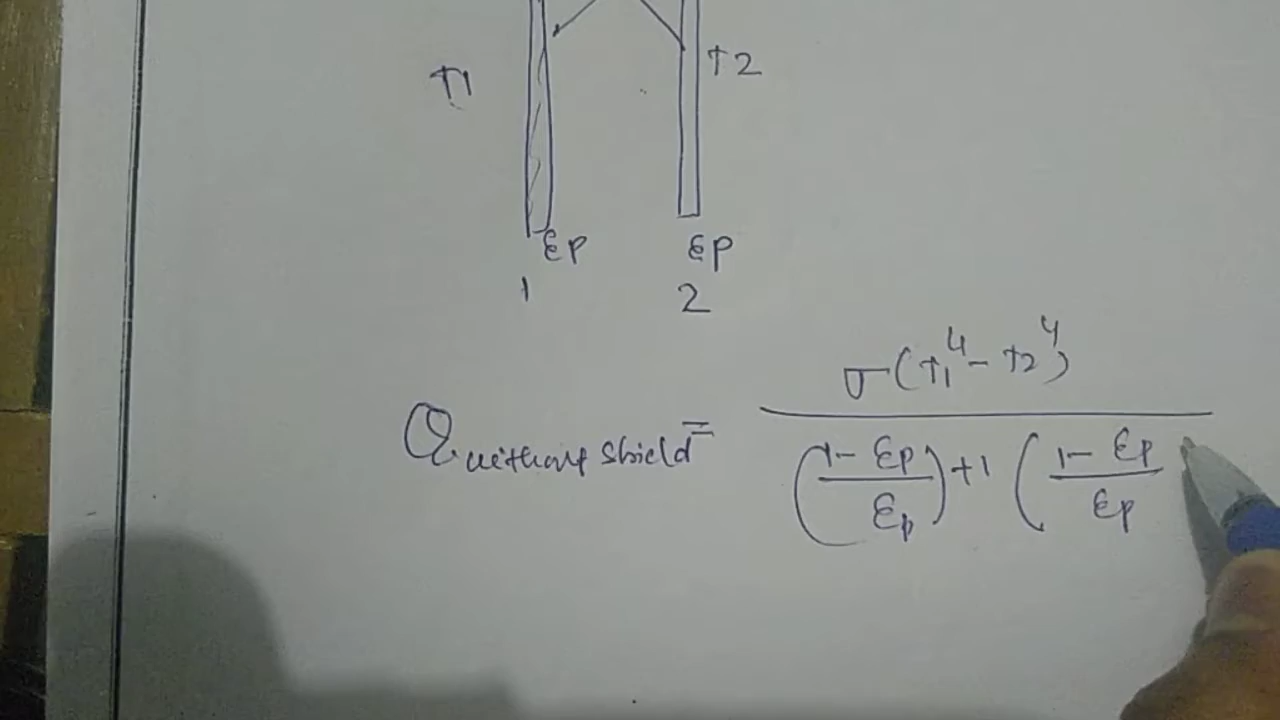 T1 T2
εp εp
1 2
σ(T₁⁴ - T2⁴)
Qwithout shield =
(1 - εp / εp) + 1 (1 - εp / εp